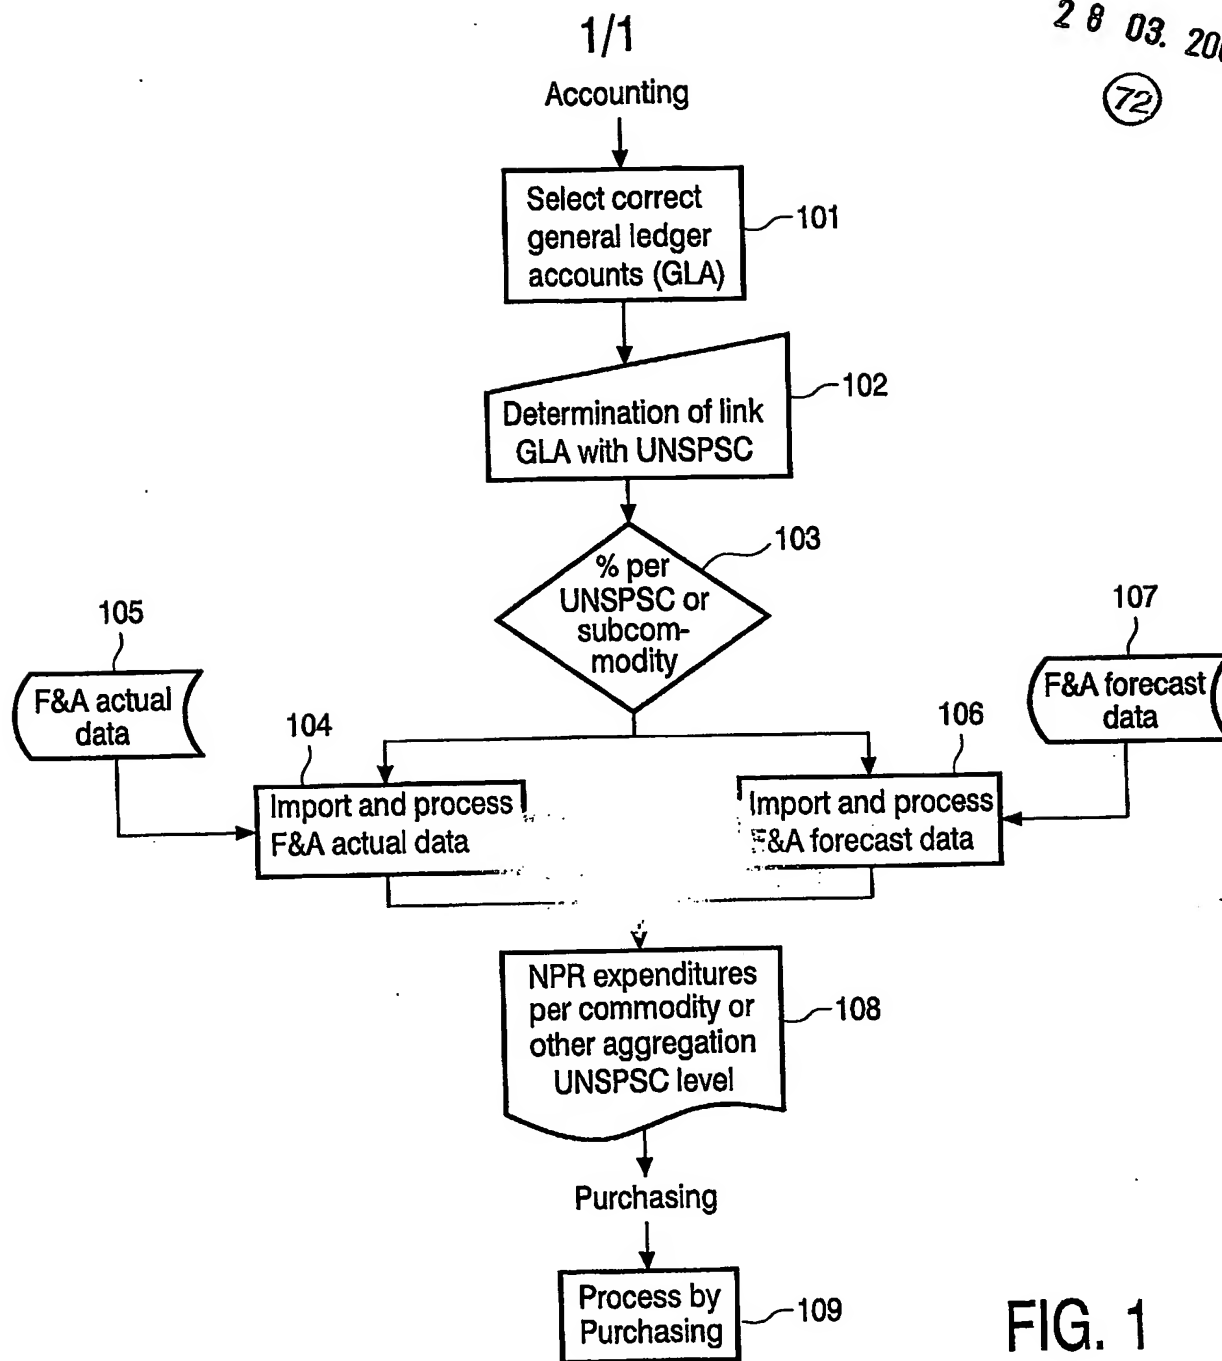 1/1
2 8 03. 200
72
Accounting
Select correct
general ledger
accounts (GLA)
101
Determination of link
GLA with UNSPSC
102
% per
UNSPSC or
subcom-
modity
103
105
F&A actual
data
107
F&A forecast
data
104
Import and process
F&A actual data
106
Import and process
F&A forecast data
NPR expenditures
per commodity or
other aggregation
UNSPSC level
108
Purchasing
Process by
Purchasing
109
FIG. 1